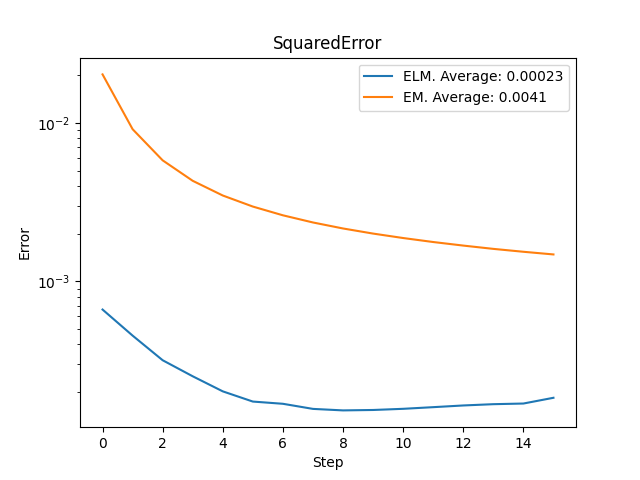 SquaredError
ELM. Average: 0.00023
EM. Average: 0.0041
Error
10⁻²
10⁻³
0 2 4 6 8 10 12 14
Step